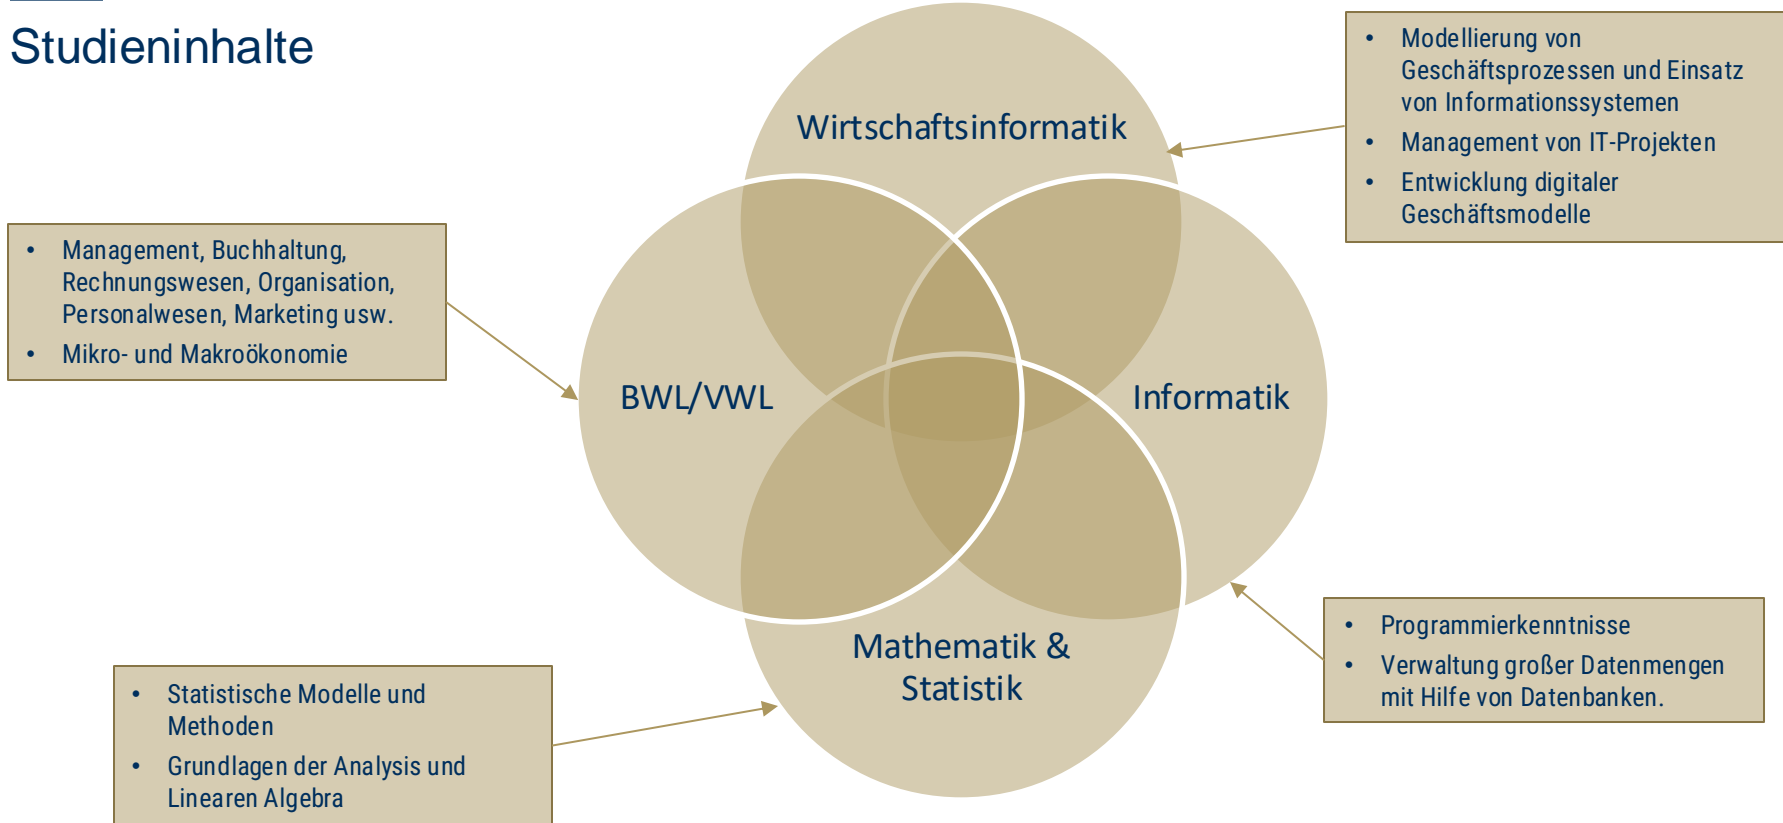 Studieninhalte
Wirtschaftsinformatik
• Modellierung von
Geschäftsprozessen und Einsatz
von Informationssystemen
• Management von IT-Projekten
• Entwicklung digitaler
Geschäftsmodelle
• Management, Buchhaltung,
Rechnungswesen, Organisation,
Personalwesen, Marketing usw.
• Mikro- und Makroökonomie
BWL/VWL
Informatik
Mathematik &
Statistik
• Programmierkenntnisse
• Verwaltung großer Datenmengen
mit Hilfe von Datenbanken.
• Statistische Modelle und
Methoden
• Grundlagen der Analysis und
Linearen Algebra